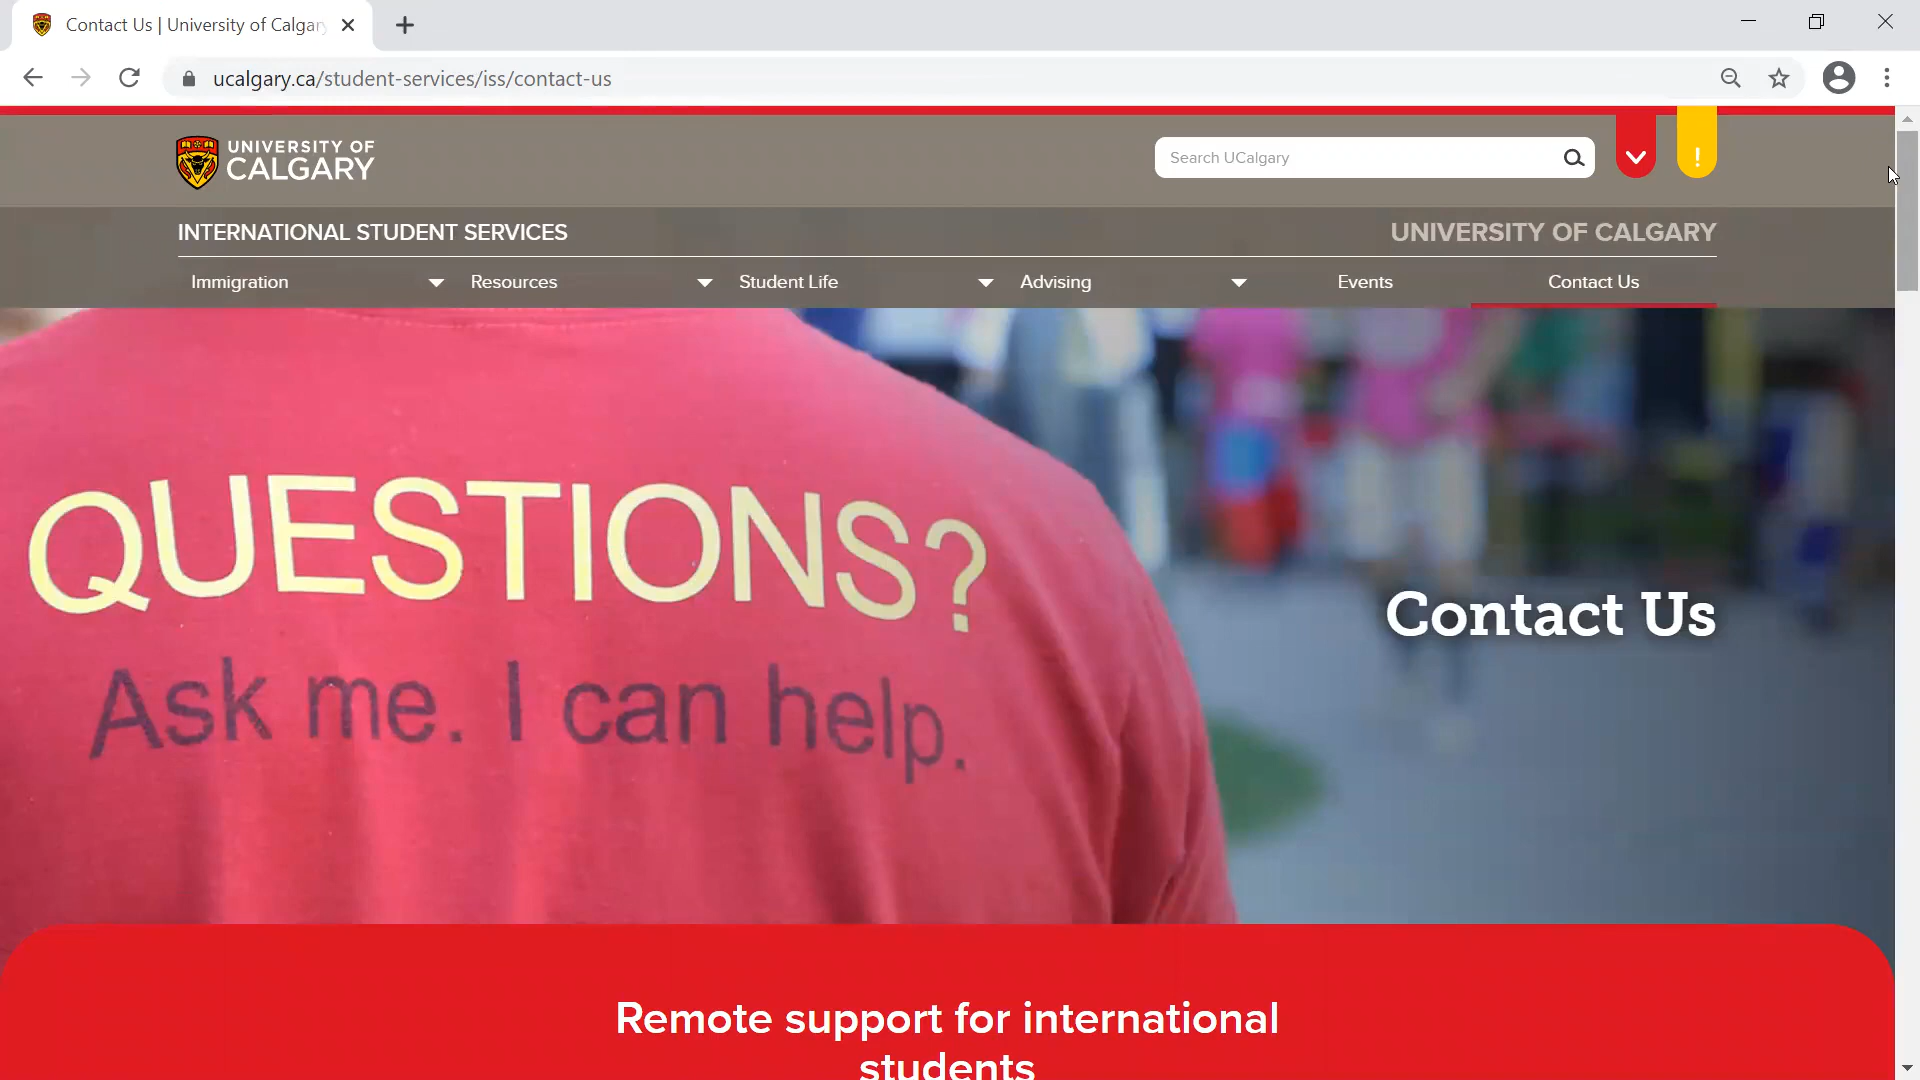 Contact Us | University of Calgar
ucalgary.ca/student-services/iss/contact-us
UNIVERSITY OF
CALGARY
Search UCalgary
!
INTERNATIONAL STUDENT SERVICES
UNIVERSITY OF CALGARY
Immigration Resources Student Life Advising Events Contact Us
QUESTIONS?
Ask me. I can help.
Contact Us
Remote support for international
students